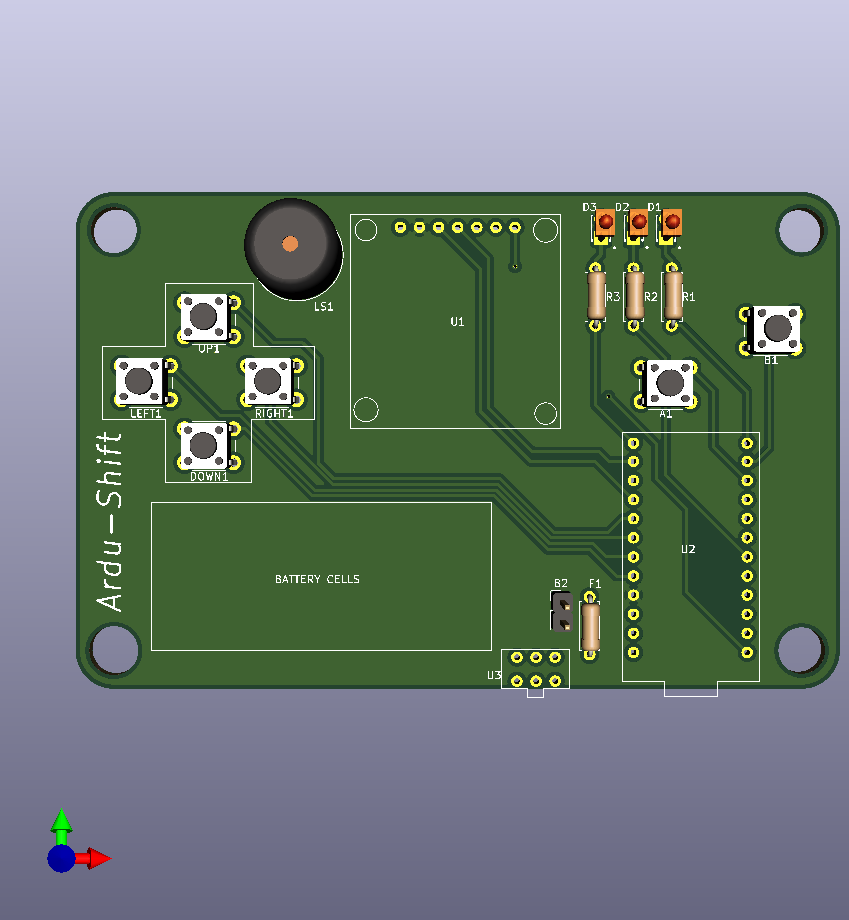 D3 D2 D1
LS1
R3 R2 R1
U1
UP1
B1
LEFT1
RIGHT1
A1
DOWN1
Ardu-Shift
U2
BATTERY CELLS
B2
F1
U3